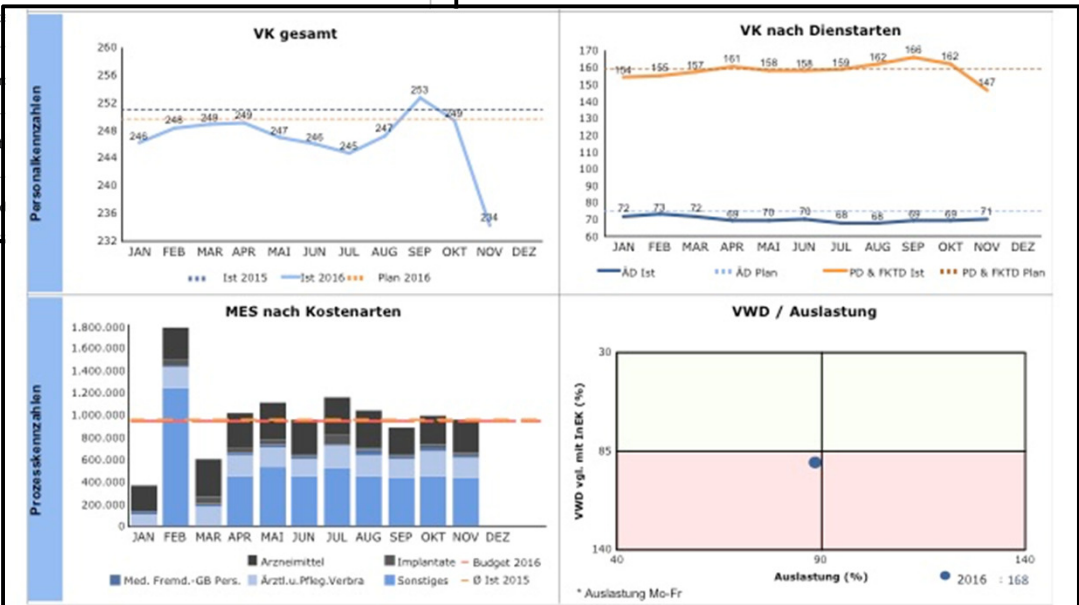 Personalkennzahlen
VK gesamt
260
256
252
248
244
240
236
232
246
248
249
249
247
246
245
247
253
249
234
JAN FEB MAR APR MAI JUN JUL AUG SEP OKT NOV DEZ
Ist 2015 Ist 2016 Plan 2016
VK nach Dienstarten
170
160
150
140
130
120
110
100
90
80
70
60
154 155 157 161 158 158 159 162 166 162 147
72 73 72 69 70 70 68 68 69 69 71
JAN FEB MAR APR MAI JUN JUL AUG SEP OKT NOV DEZ
ÄD Ist ÄD Plan PD & FKTD Ist PD & FKTD Plan
Prozesskennzahlen
MES nach Kostenarten
1.800.000
1.600.000
1.400.000
1.200.000
1.000.000
800.000
600.000
400.000
200.000
0
JAN FEB MAR APR MAI JUN JUL AUG SEP OKT NOV DEZ
Arzneimittel Implantate Budget 2016
Med. Fremd.-GB Pers. Ärztl.u.Pfleg.Verbra Sonstiges Ø Ist 2015
VWD / Auslastung
VWD vgl. mit InEK (%)
30
85
140
40 90 140
Auslastung (%)
2016 : 168
* Auslastung Mo-Fr